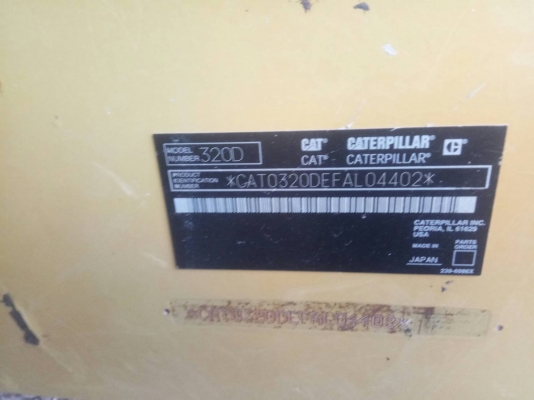 MODEL NUMBER 320D
CAT® CATERPILLAR®
CAT® CATERPILLAR®
PRODUCT IDENTIFICATION NUMBER *CAT0320DEFAL04402*
CATERPILLAR INC.
PEORIA, IL 61629
USA
MADE IN
PARTS ORDER
JAPAN